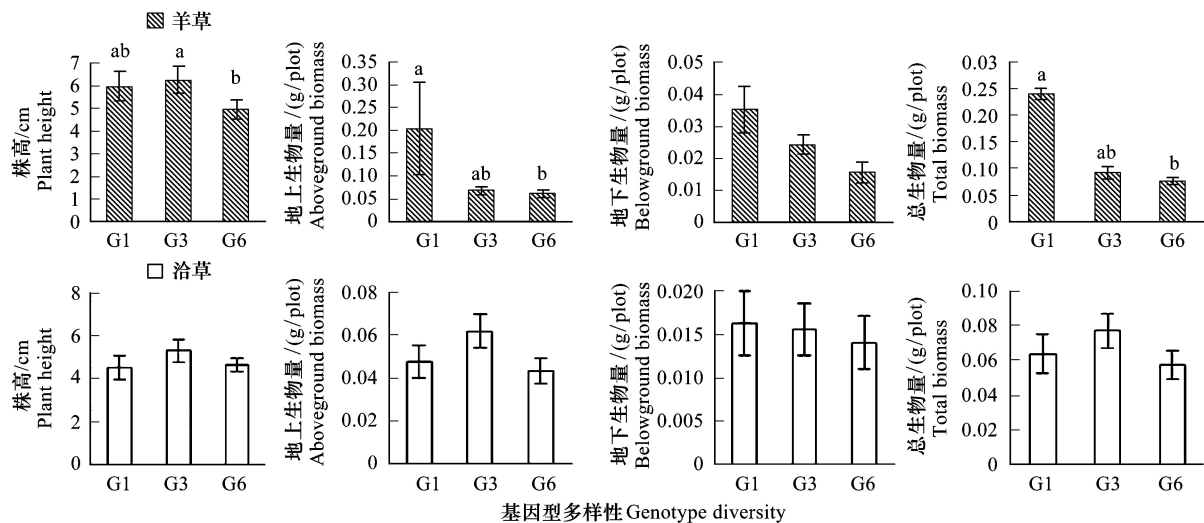 羊草
株高/cm
Plant height
7
6
5
4
3
2
1
0
ab
a
b
G1
G3
G6
地上生物量/(g/plot)
Aboveground biomass
0.35
0.30
0.25
0.20
0.15
0.10
0.05
0
a
ab
b
G1
G3
G6
地下生物量/(g/plot)
Belowground biomass
0.05
0.04
0.03
0.02
0.01
0
G1
G3
G6
总生物量/(g/plot)
Total biomass
0.03
0.25
0.20
0.15
0.10
0.05
0.00
a
ab
b
G1
G3
G6
洽草
株高/cm
Plant height
8
6
4
2
0
G1
G3
G6
地上生物量/(g/plot)
Aboveground biomass
0.08
0.06
0.04
0.02
0
G1
G3
G6
地下生物量/(g/plot)
Belowground biomass
0.020
0.015
0.010
0.005
0
G1
G3
G6
总生物量/(g/plot)
Total biomass
0.10
0.08
0.06
0.04
0.02
0.00
G1
G3
G6
基因型多样性 Genotype diversity